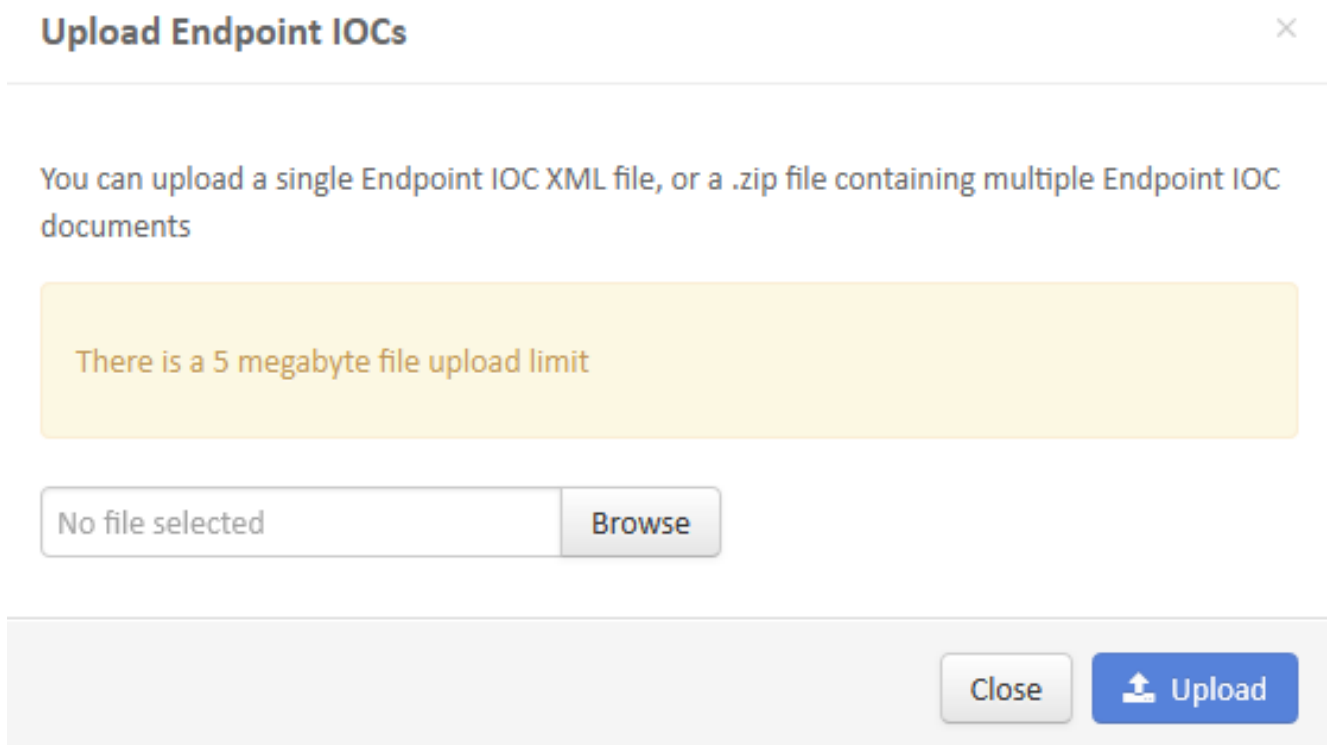 Upload Endpoint IOCs
You can upload a single Endpoint IOC XML file, or a .zip file containing multiple Endpoint IOC
documents
There is a 5 megabyte file upload limit
No file selected
Browse
Close
Upload